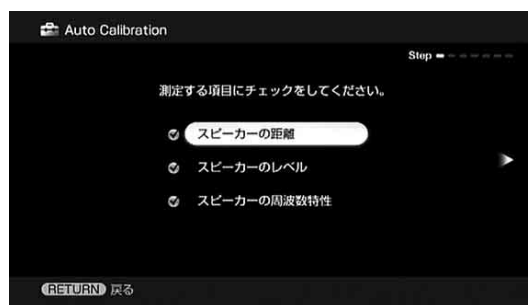 Auto Calibration
Step
測定する項目にチェックをしてください。
スピーカーの距離
スピーカーのレベル
スピーカーの周波数特性
RETURN 戻る